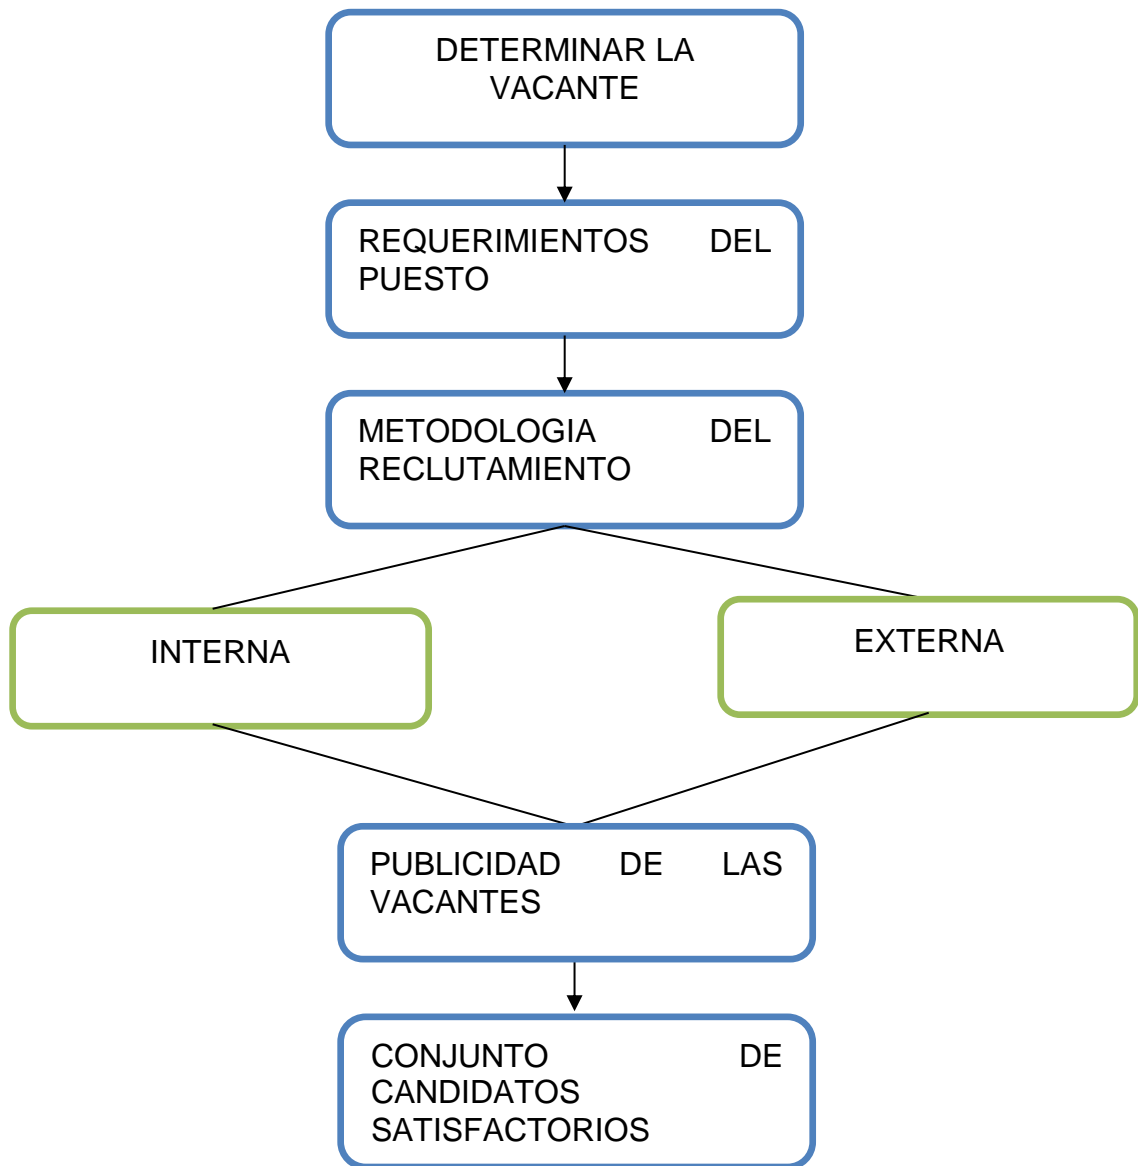 DETERMINAR LA
VACANTE
REQUERIMIENTOS DEL
PUESTO
METODOLOGIA DEL
RECLUTAMIENTO
INTERNA
EXTERNA
PUBLICIDAD DE LAS
VACANTES
CONJUNTO DE
CANDIDATOS
SATISFACTORIOS